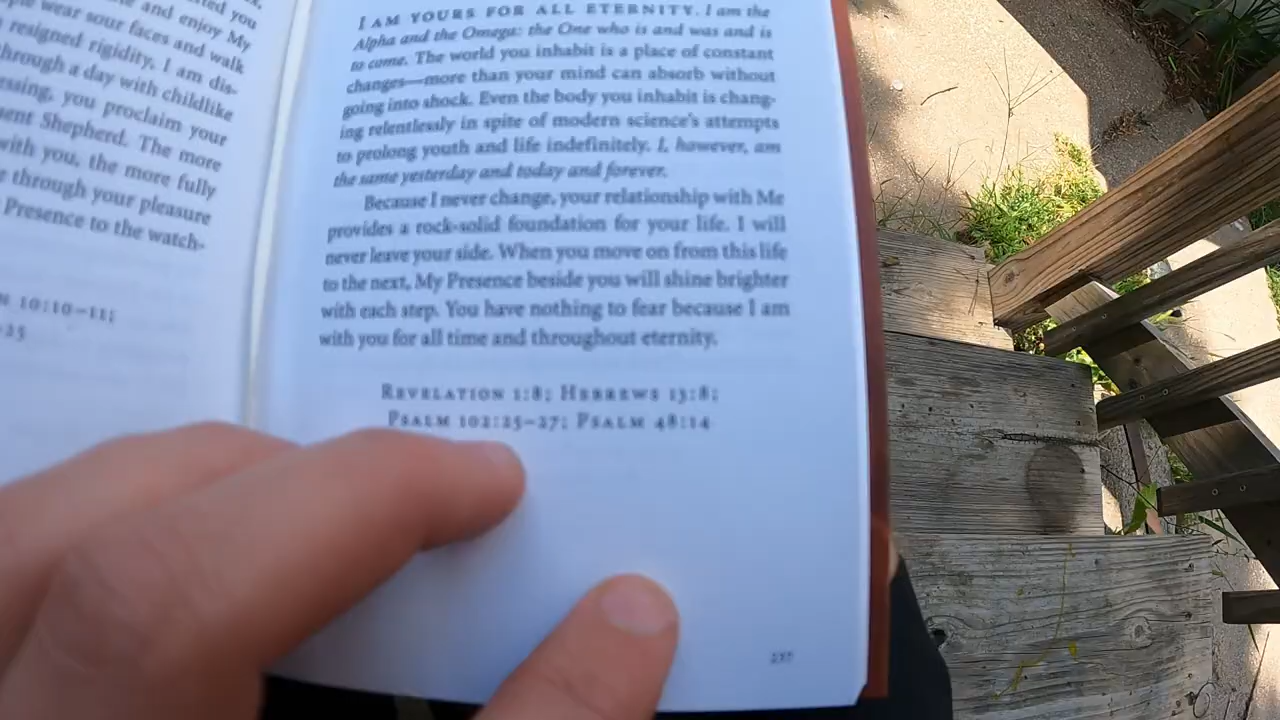 ted you
and enjoy My
wear sour faces and walk
resigned rigidity. I am dis-
through a day with childlike
essing, you proclaim your
Shepherd. The more
with you, the more fully
through your pleasure
Presence to the watch-
10:10–11;
I AM YOURS FOR ALL ETERNITY. I am the
Alpha and the Omega: the One who is and was and is
to come. The world you inhabit is a place of constant
changes—more than your mind can absorb without
going into shock. Even the body you inhabit is chang-
ing relentlessly in spite of modern science's attempts
to prolong youth and life indefinitely. I, however, am
the same yesterday and today and forever.
Because I never change, your relationship with Me
provides a rock-solid foundation for your life. I will
never leave your side. When you move on from this life
to the next, My Presence beside you will shine brighter
with each step. You have nothing to fear because I am
with you for all time and throughout eternity.
REVELATION 1:8; HEBREWS 13:8;
PSALM 102:25–27; PSALM 48:14